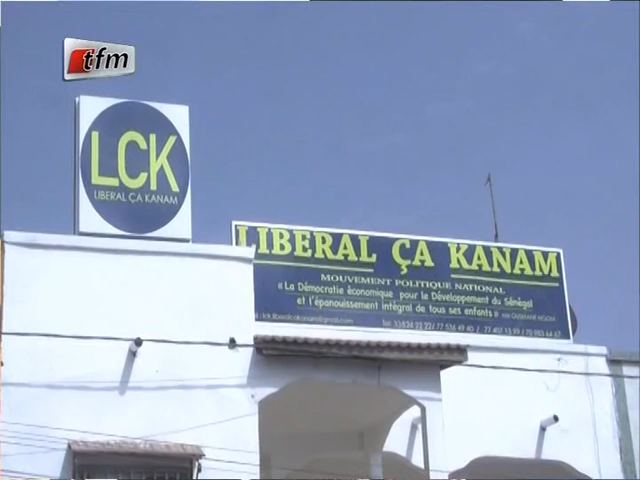 tfm
LCK
LIBERAL ÇA KANAM
LIBERAL ÇA KANAM
MOUVEMENT POLITIQUE NATIONAL
« La Démocratie économique pour le Développement du Sénégal
et l'épanouissement intégral de tous ses enfants »